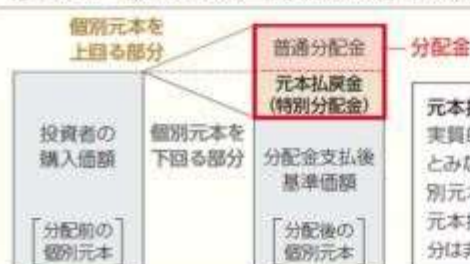 個別元本を
上回る部分
普通分配金
分配金
元本払戻金
(特別分配金)
投資者の
購入価額
個別元本を
下回る部分
分配金支払後
基準価額
分配前の
個別元本
分配後の
個別元本
元本
実質
とみ
別元
元本
分は